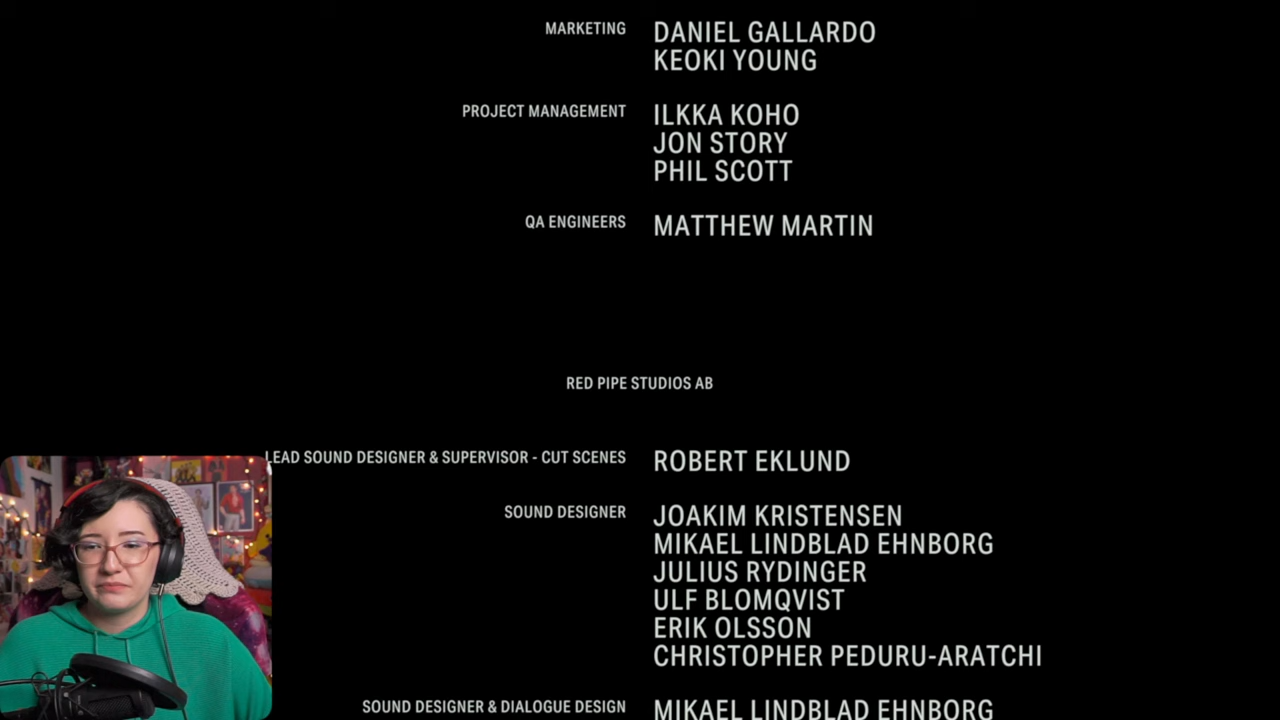 MARKETING DANIEL GALLARDO
KEOKI YOUNG
PROJECT MANAGEMENT ILKKA KOHO
JON STORY
PHIL SCOTT
QA ENGINEERS MATTHEW MARTIN
RED PIPE STUDIOS AB
LEAD SOUND DESIGNER & SUPERVISOR - CUT SCENES ROBERT EKLUND
SOUND DESIGNER JOAKIM KRISTENSEN
MIKAEL LINDBLAD EHNBORG
JULIUS RYDINGER
ULF BLOMQVIST
ERIK OLSSON
CHRISTOPHER PEDURU-ARATCHI
SOUND DESIGNER & DIALOGUE DESIGN MIKAEL LINDBLAD EHNBORG